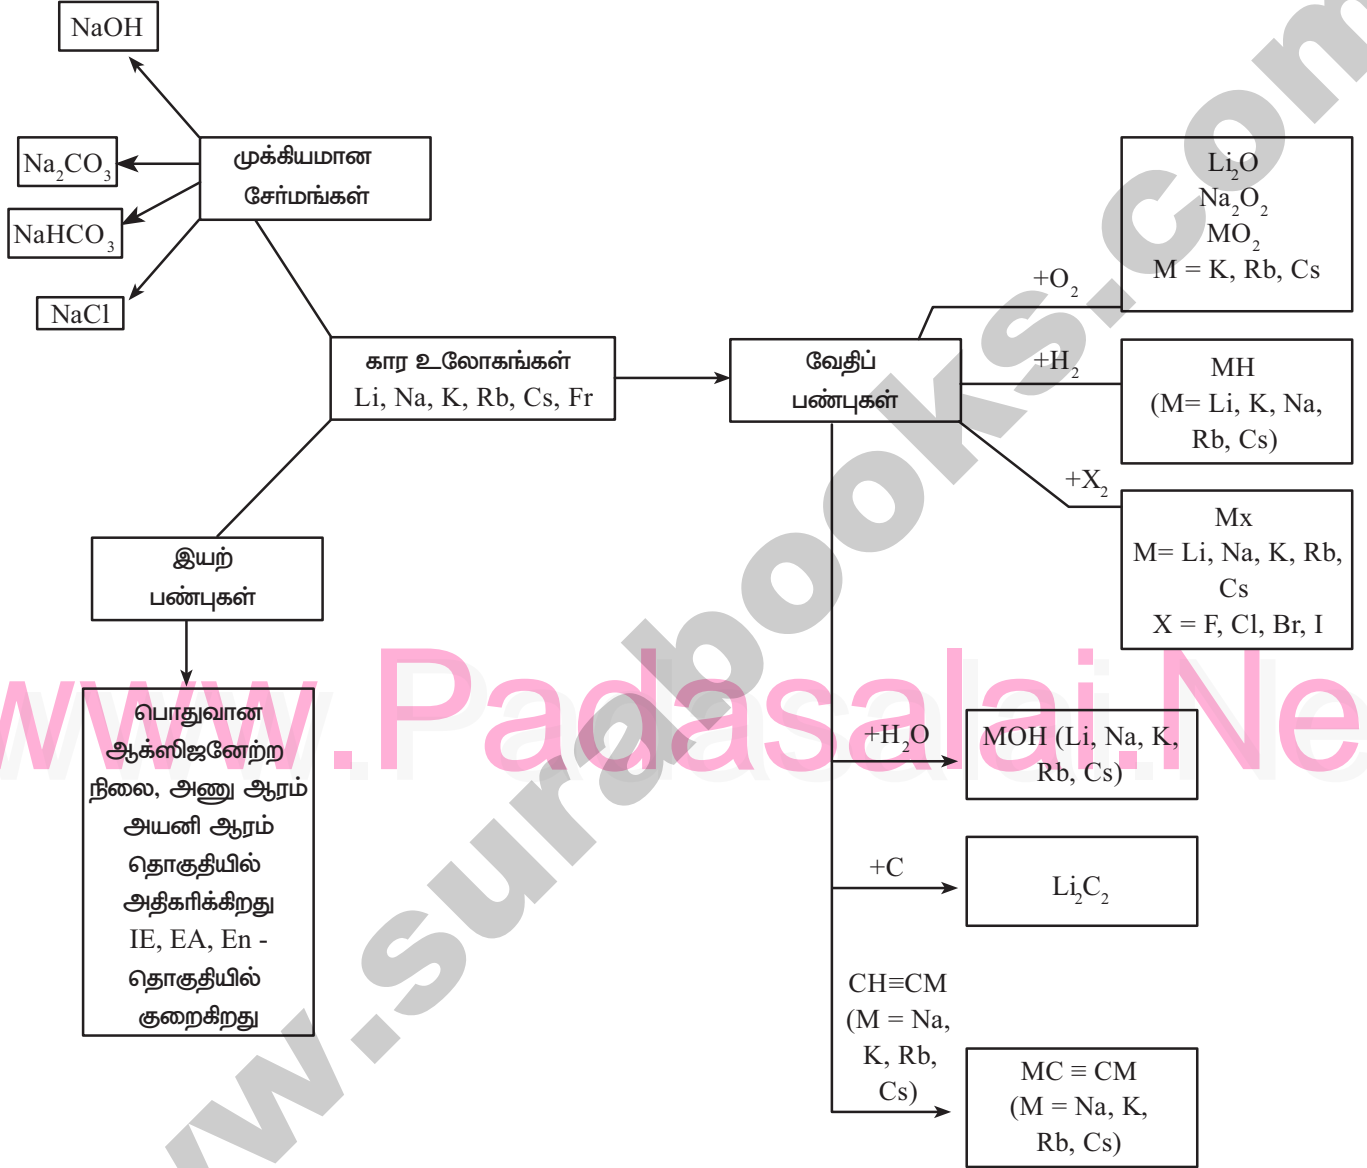 NaOH
முக்கியமான
சேர்மங்கள்
Na2CO3
NaHCO3
NaCl
கார உலோகங்கள்
Li, Na, K, Rb, Cs, Fr
இயற்
பண்புகள்
பொதுவான
ஆக்ஸிஜனேற்ற
நிலை, அணு ஆரம்
அயனி ஆரம்
தொகுதியில்
அதிகரிக்கிறது
IE, EA, En -
தொகுதியில்
குறைகிறது
வேதிப்
பண்புகள்
+O2
Li2O
Na2O2
MO2
M = K, Rb, Cs
+H2
MH
(M= Li, K, Na,
Rb, Cs)
+X2
Mx
M= Li, Na, K, Rb,
Cs
X = F, Cl, Br, I
+H2O
MOH (Li, Na, K,
Rb, Cs)
+C
Li2C2
CH≡CM
(M = Na,
K, Rb,
Cs)
MC ≡ CM
(M = Na, K,
Rb, Cs)
www.Padasalai.Ne
w.surabooks.com